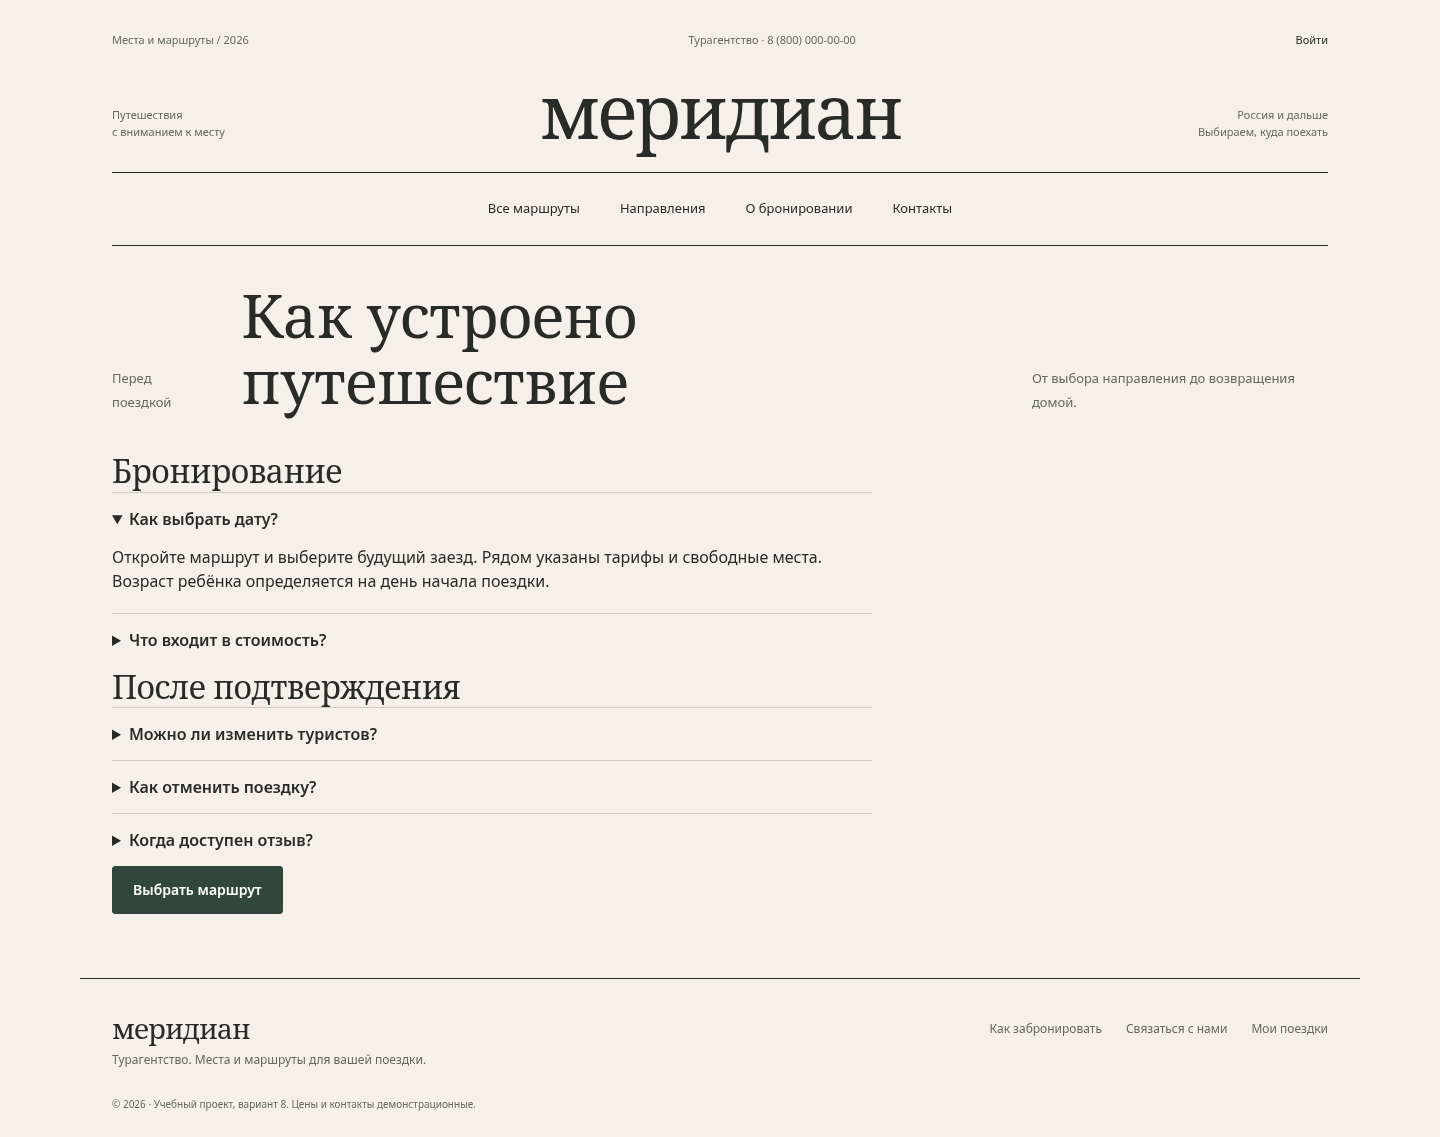 Места и маршруты / 2026
Турагентство · 8 (800) 000-00-00
Войти
Путешествия
с вниманием к месту
меридиан
Россия и дальше
Выбираем, куда поехать
Все маршруты
Направления
О бронировании
Контакты
Перед
поездкой
Как устроено
путешествие
От выбора направления до возвращения
домой.
Бронирование
Как выбрать дату?
Откройте маршрут и выберите будущий заезд. Рядом указаны тарифы и свободные места.
Возраст ребёнка определяется на день начала поездки.
Что входит в стоимость?
После подтверждения
Можно ли изменить туристов?
Как отменить поездку?
Когда доступен отзыв?
Выбрать маршрут
меридиан
Турагентство. Места и маршруты для вашей поездки.
Как забронировать
Связаться с нами
Мои поездки
© 2026 · Учебный проект, вариант 8. Цены и контакты демонстрационные.